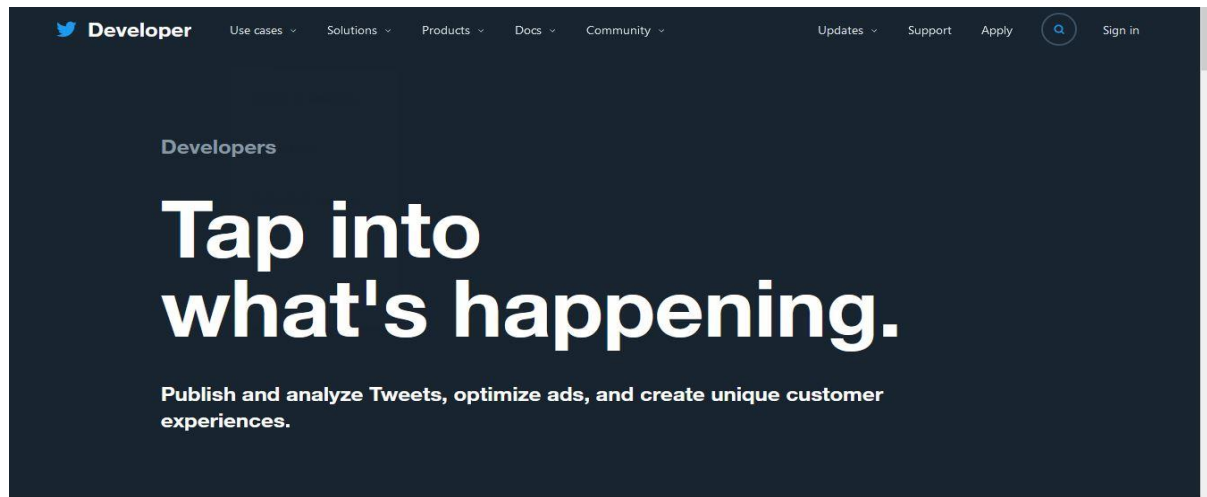 Developer Use cases Solutions Products Docs Community Updates Support Apply Sign in
Developers
Tap into
what's happening.
Publish and analyze Tweets, optimize ads, and create unique customer
experiences.